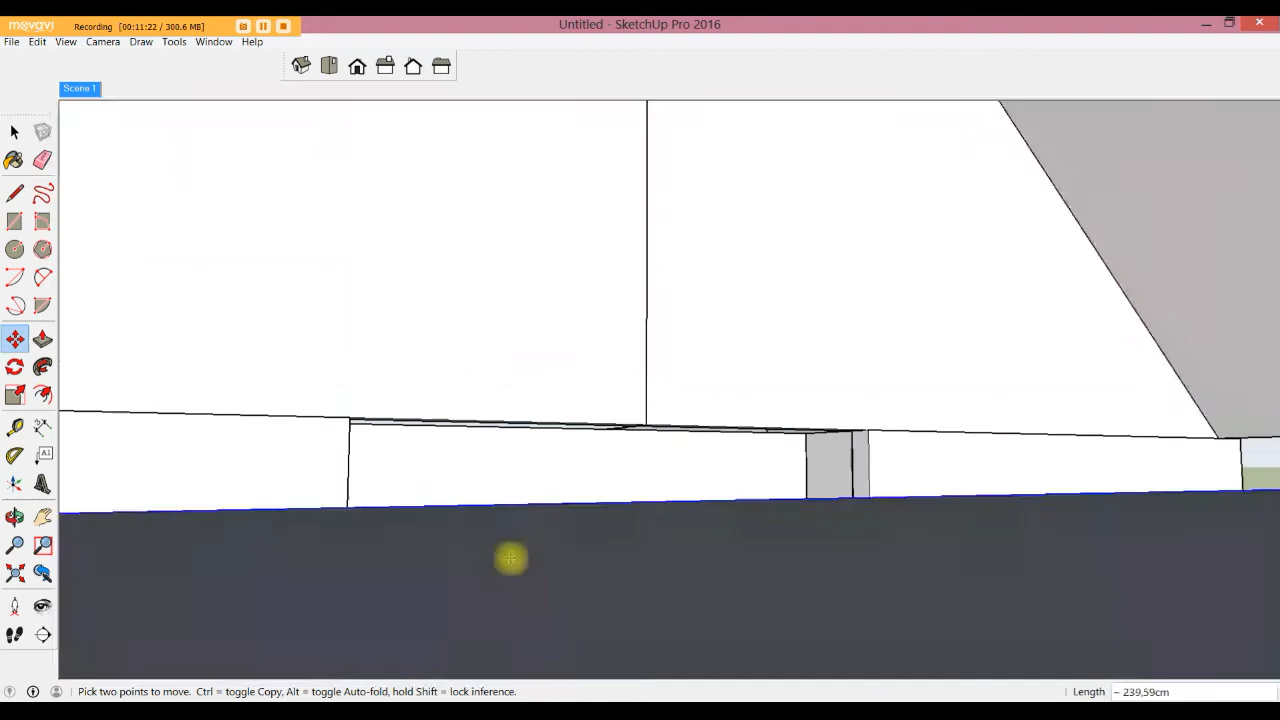 movavi Recording [00:11:22 / 300.6 MB] Untitled - SketchUp Pro 2016
File Edit View Camera Draw Tools Window Help
Scene 1
A1
Pick two points to move. Ctrl = toggle Copy, Alt = toggle Auto-fold, hold Shift = lock inference. Length ~ 239,59cm